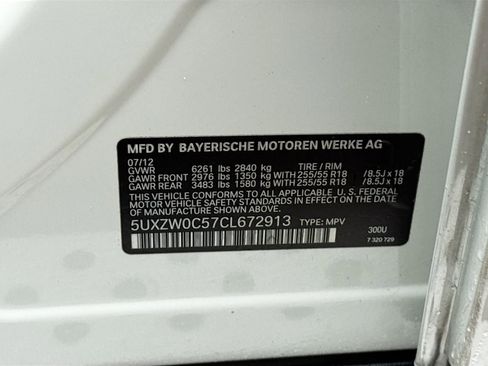 MFD BY BAYERISCHE MOTOREN WERKE AG
07/12
GVWR 6261 lbs 2840 kg TIRE / RIM
GAWR FRONT 2976 lbs 1350 kg WITH 255/55 R18 / 8.5J x 18
GAWR REAR 3483 lbs 1580 kg WITH 255/55 R18 / 8.5J x 18
THIS VEHICLE CONFORMS TO ALL APPLICABLE U. S. FEDERAL
MOTOR VEHICLE SAFETY STANDARDS IN EFFECT ON THE
DATE OF MANUFACTURE SHOWN ABOVE.
5UXZW0C57CL672913 TYPE: MPV
300U
7 320 729